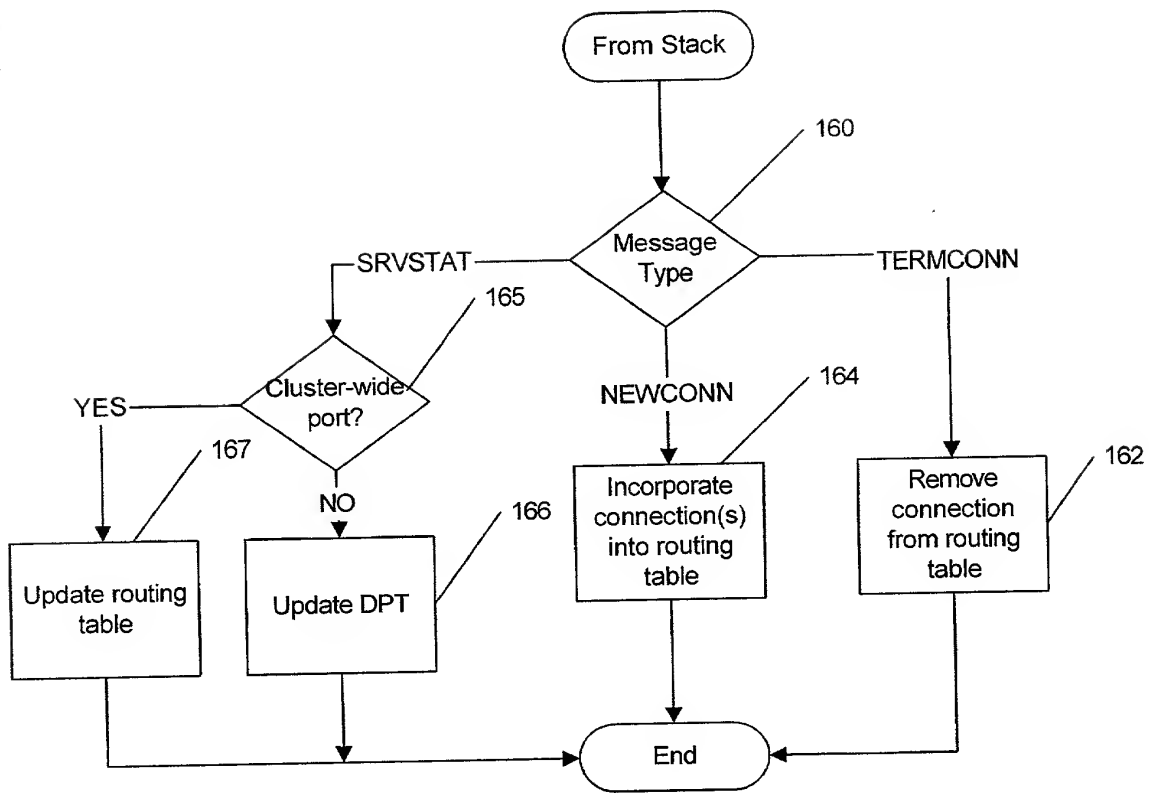 From Stack
160
Message
Type
SRVSTAT
TERMCONN
165
Cluster-wide
port?
YES
NEWCONN
164
167
NO
166
162
Incorporate
connection(s)
into routing
table
Remove
connection
from routing
table
Update routing
table
Update DPT
End